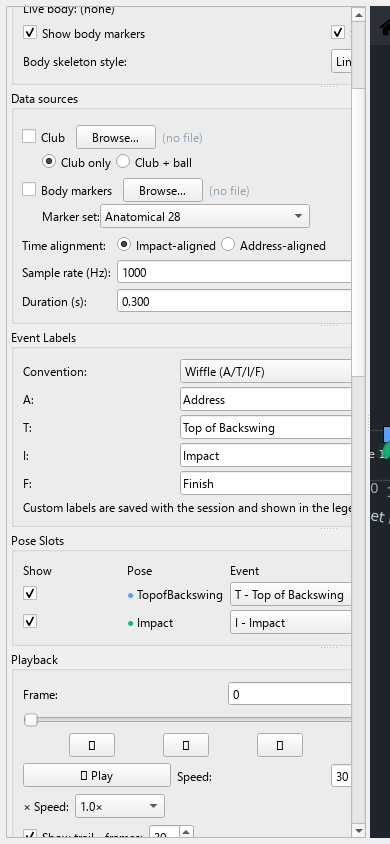 Live body: (none)
Show body markers
Body skeleton style: Lin
Data sources
Club Browse... (no file)
Club only Club + ball
Body markers Browse... (no file)
Marker set: Anatomical 28
Time alignment: Impact-aligned Address-aligned
Sample rate (Hz): 1000
Duration (s): 0.300
Event Labels
Convention: Wiffle (A/T/I/F)
A: Address
T: Top of Backswing
I: Impact
F: Finish
Custom labels are saved with the session and shown in the lege
Pose Slots
Show Pose Event
TopofBackswing T - Top of Backswing
Impact I - Impact
Playback
Frame: 0
Play Speed: 30
× Speed: 1.0×
Show trail frames: 30